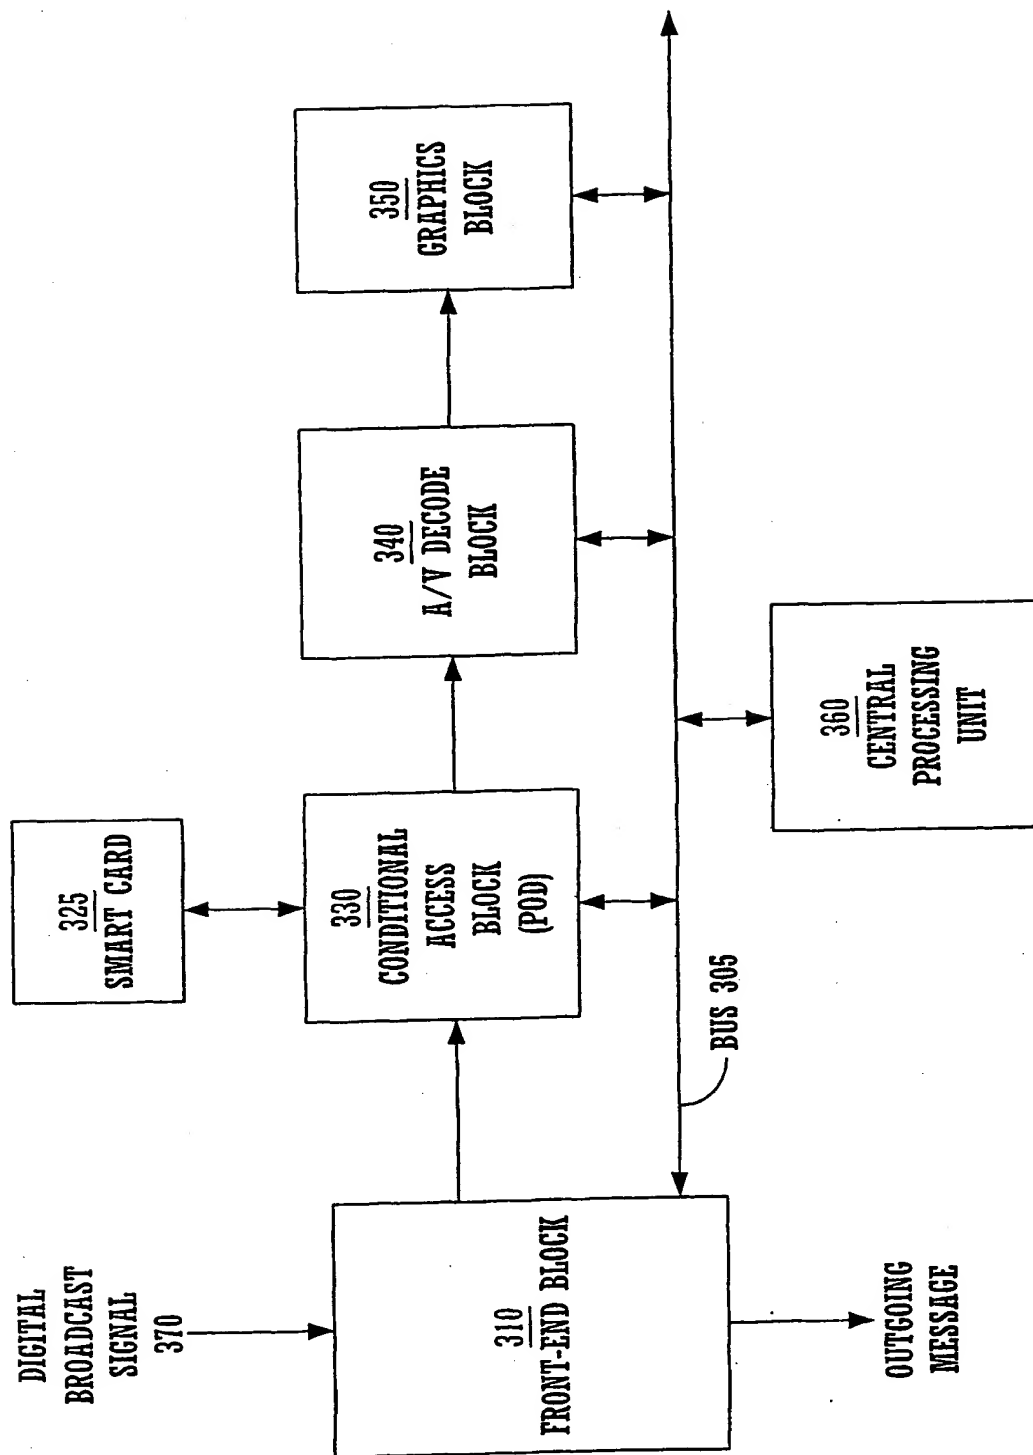 DIGITAL
BROADCAST
SIGNAL
370
310
FRONT-END BLOCK
OUTGOING
MESSAGE
325
SMART CARD
330
CONDITIONAL
ACCESS
BLOCK
(POD)
BUS 305
340
A/V DECODE
BLOCK
360
CENTRAL
PROCESSING
UNIT
350
GRAPHICS
BLOCK